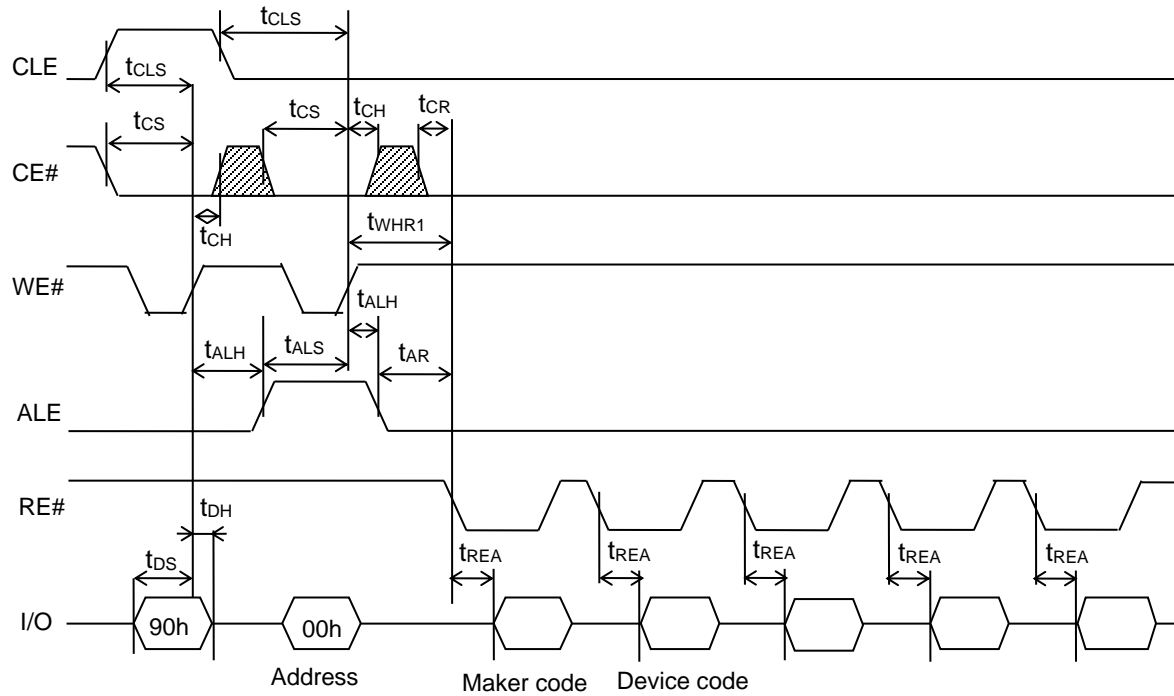 tCLS
CLE
tCLS
tCS tCH tCR
tCS
CE#
tCH
tWHR1
WE#
tALH
tALH tALS tAR
ALE
RE#
tDH
tDS tREA tREA tREA tREA tREA
I/O 90h 00h
Address Maker code Device code